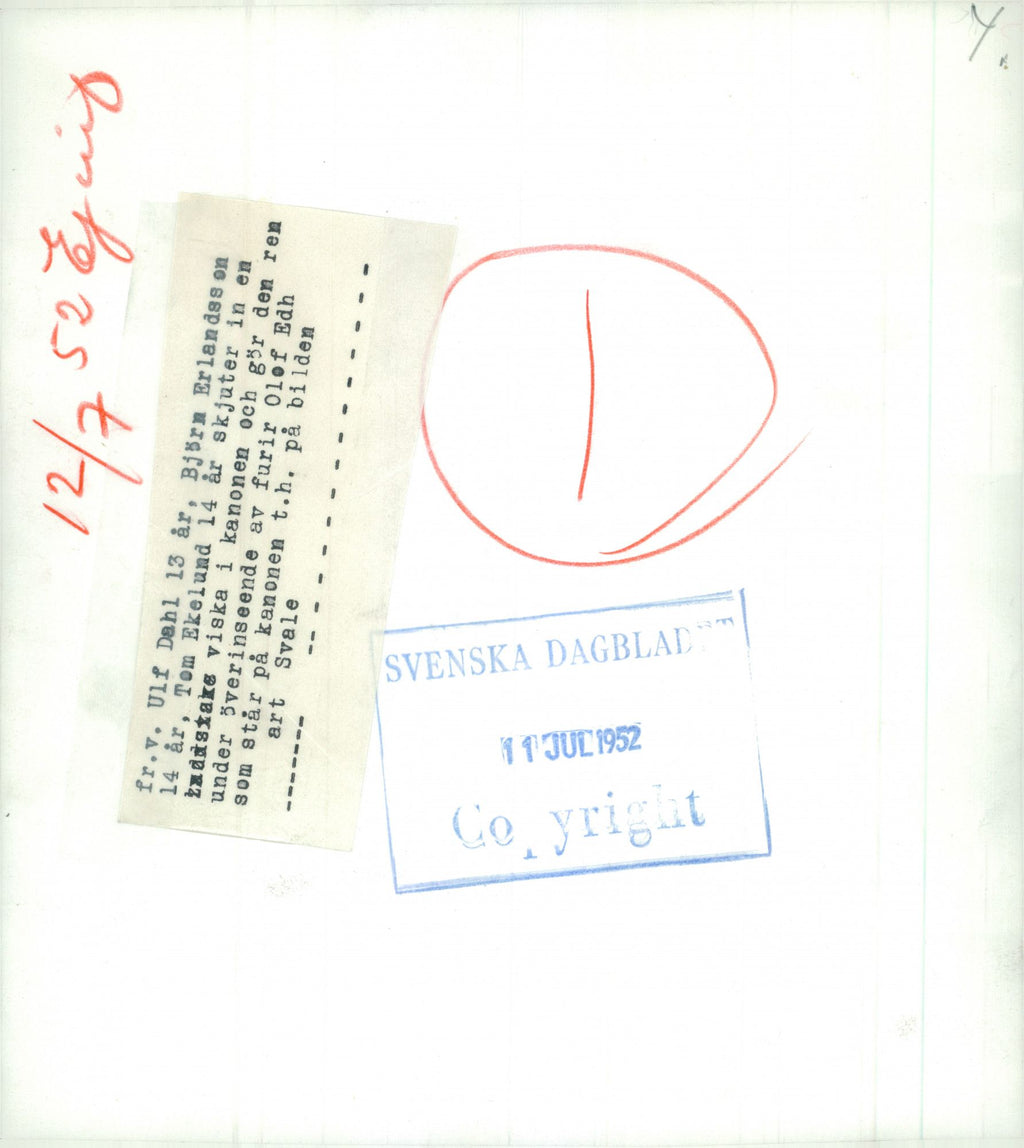 12/7 52
fr.v. Ulf Dahl 13 år, Björn Erlandsson
14 år, Tom Ekelund 14 år skjuter in en
viska i kanonen och gör den ren
under överinseende av furir Olof Edh
som står på kanonen t.h. på bilden
art Svale
-------   --  -  -  -  -  -  -  -  -  -  -  -  -  -
1
SVENSKA DAGBLADET
11 JUL 1952
Copyright